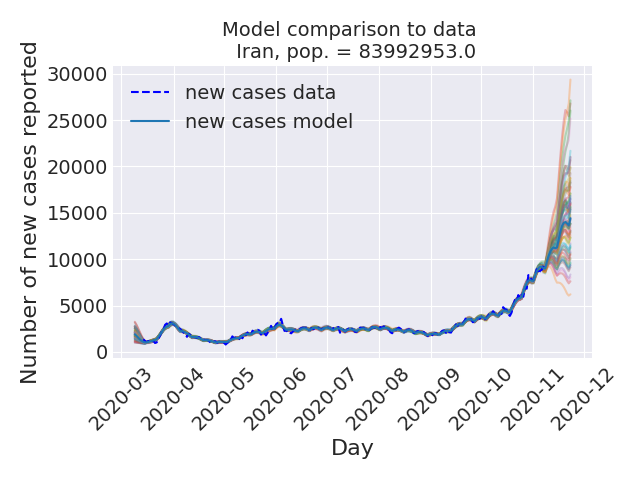 Model comparison to data
Iran, pop. = 83992953.0
30000
25000
20000
15000
10000
5000
0
Number of new cases reported
new cases data
new cases model
2020-03
2020-04
2020-05
2020-06
2020-07
2020-08
2020-09
2020-10
2020-11
2020-12
Day